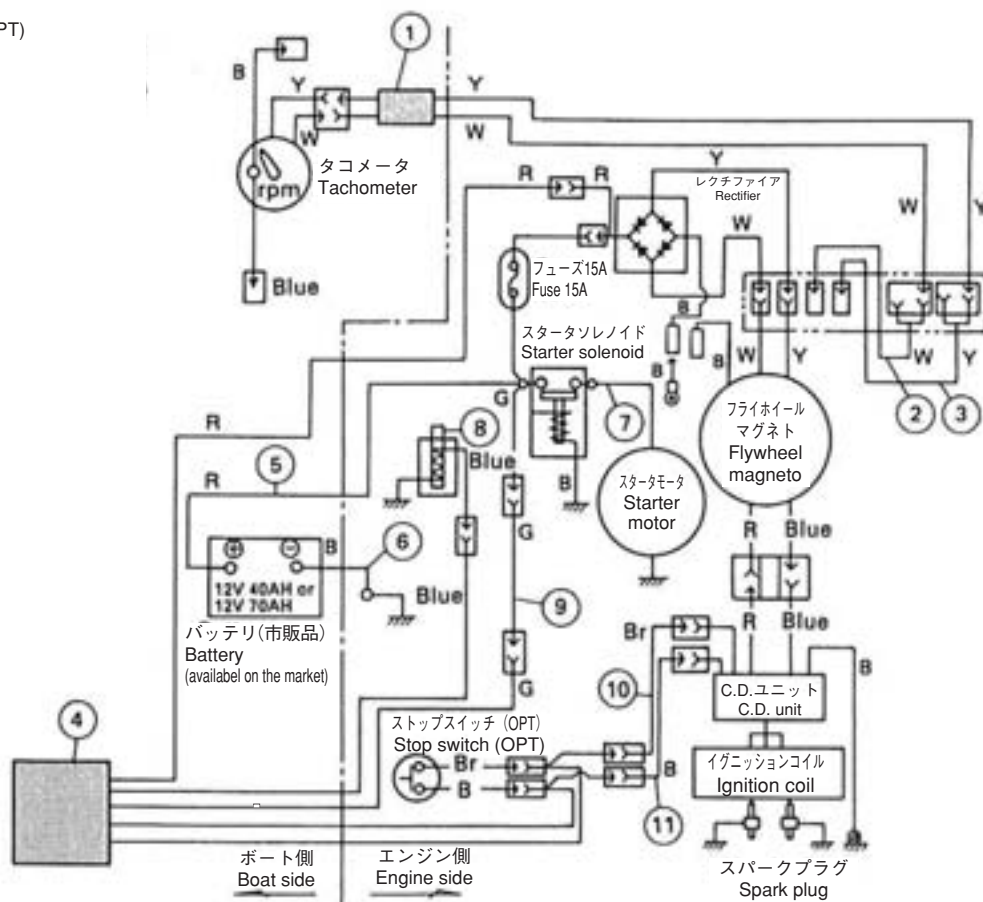 PT)
1
B
Y
Y
W
W
rpm
タコメータ
Tachometer
Blue
R
R
Y
レクチファイア
Rectifier
W
W
Y
フューズ15A
Fuse 15A
スタータソレノイド
Starter solenoid
B
B
B
W
Y
W
Y
2
3
G
7
フライホイール
マグネト
Flywheel
magneto
R
8
Blue
5
R
B
スタータモータ
Starter
motor
G
⊕
⊖
B
6
12V 40AH or
12V 70AH
Blue
バッテリ(市販品)
Battery
(availabel on the market)
9
R
Blue
R
Blue
Br
B
G
10
C.D.ユニット
C.D. unit
4
ストップスイッチ (OPT)
Stop switch (OPT)
Br
B
B
11
イグニッションコイル
Ignition coil
ボート側
Boat side
エンジン側
Engine side
スパークプラグ
Spark plug